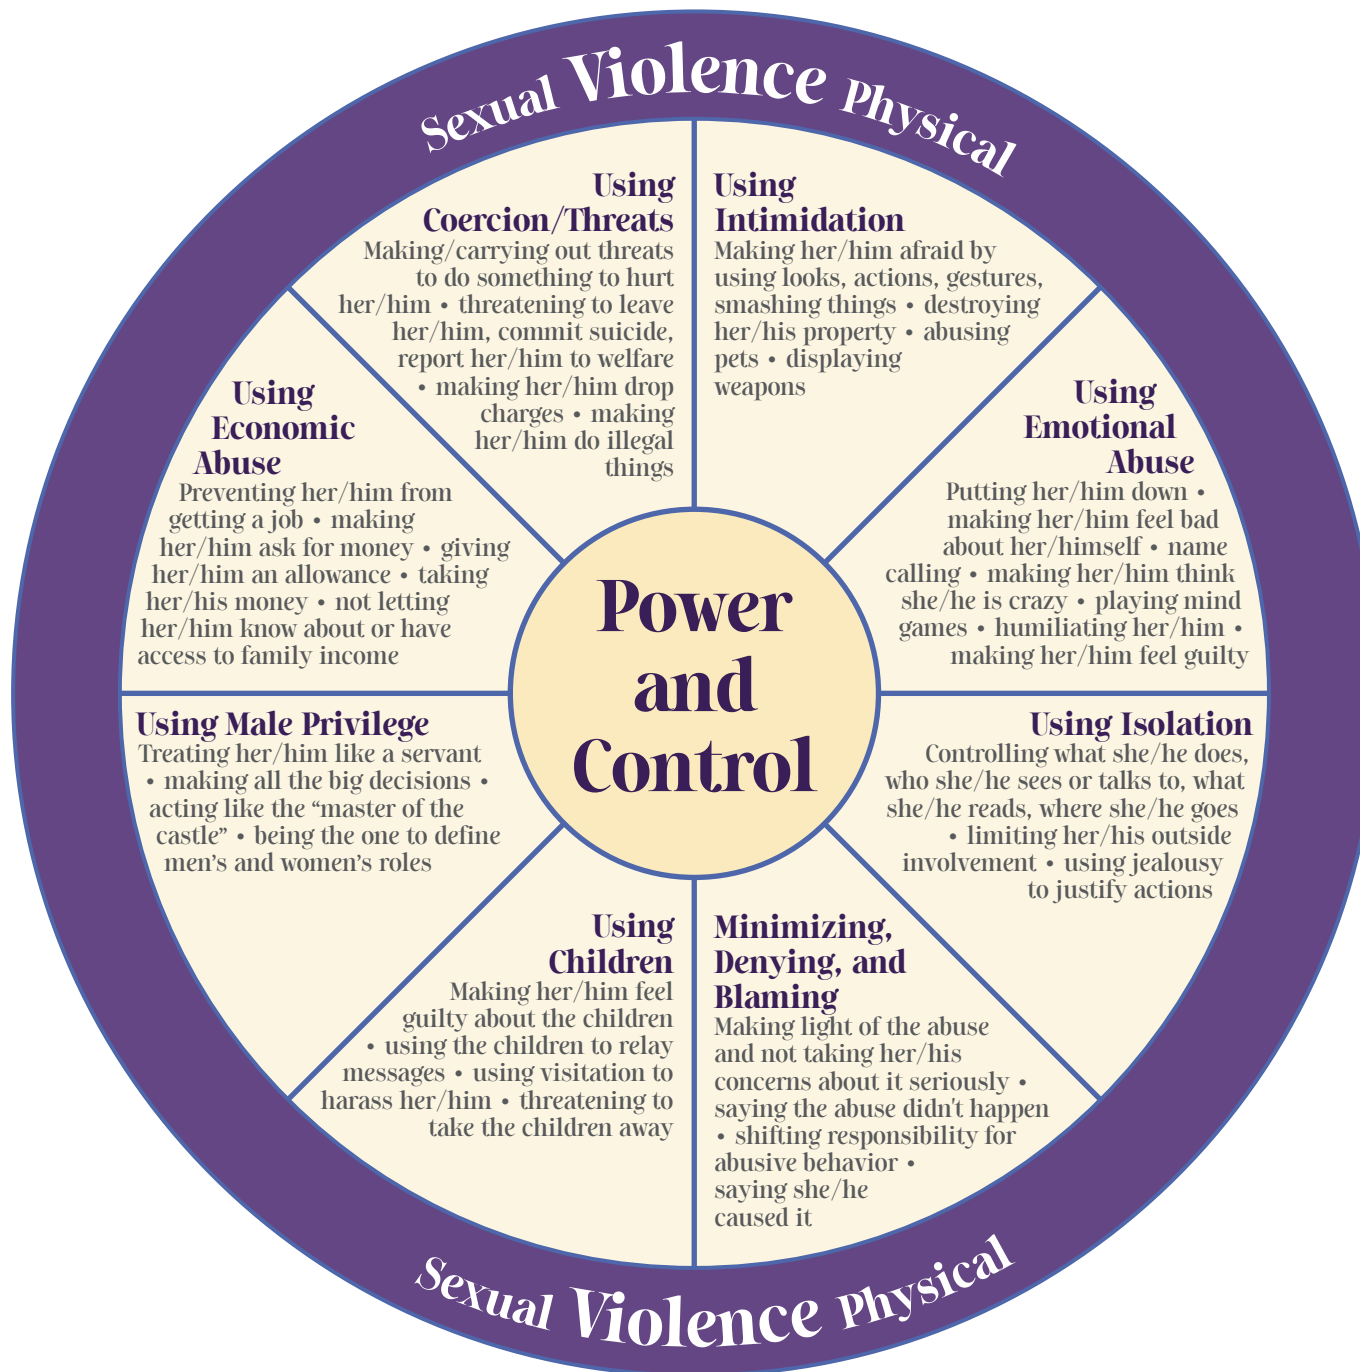 Sexual Violence Physical
Using
Coercion/Threats
Making/carrying out threats
to do something to hurt
her/him • threatening to leave
her/him, commit suicide,
report her/him to welfare
• making her/him drop
charges • making
her/him do illegal
things
Using
Intimidation
Making her/him afraid by
using looks, actions, gestures,
smashing things • destroying
her/his property • abusing
pets • displaying
weapons
Using
Economic
Abuse
Preventing her/him from
getting a job • making
her/him ask for money • giving
her/him an allowance • taking
her/his money • not letting
her/him know about or have
access to family income
Using
Emotional
Abuse
Putting her/him down •
making her/him feel bad
about her/himself • name
calling • making her/him think
she/he is crazy • playing mind
games • humiliating her/him •
making her/him feel guilty
Power
and
Control
Using Male Privilege
Treating her/him like a servant
• making all the big decisions •
acting like the “master of the
castle” • being the one to define
men’s and women’s roles
Using Isolation
Controlling what she/he does,
who she/he sees or talks to, what
she/he reads, where she/he goes
• limiting her/his outside
involvement • using jealousy
to justify actions
Using
Children
Making her/him feel
guilty about the children
• using the children to relay
messages • using visitation to
harass her/him • threatening to
take the children away
Minimizing,
Denying, and
Blaming
Making light of the abuse
and not taking her/his
concerns about it seriously •
saying the abuse didn't happen
• shifting responsibility for
abusive behavior •
saying she/he
caused it
Sexual Violence Physical